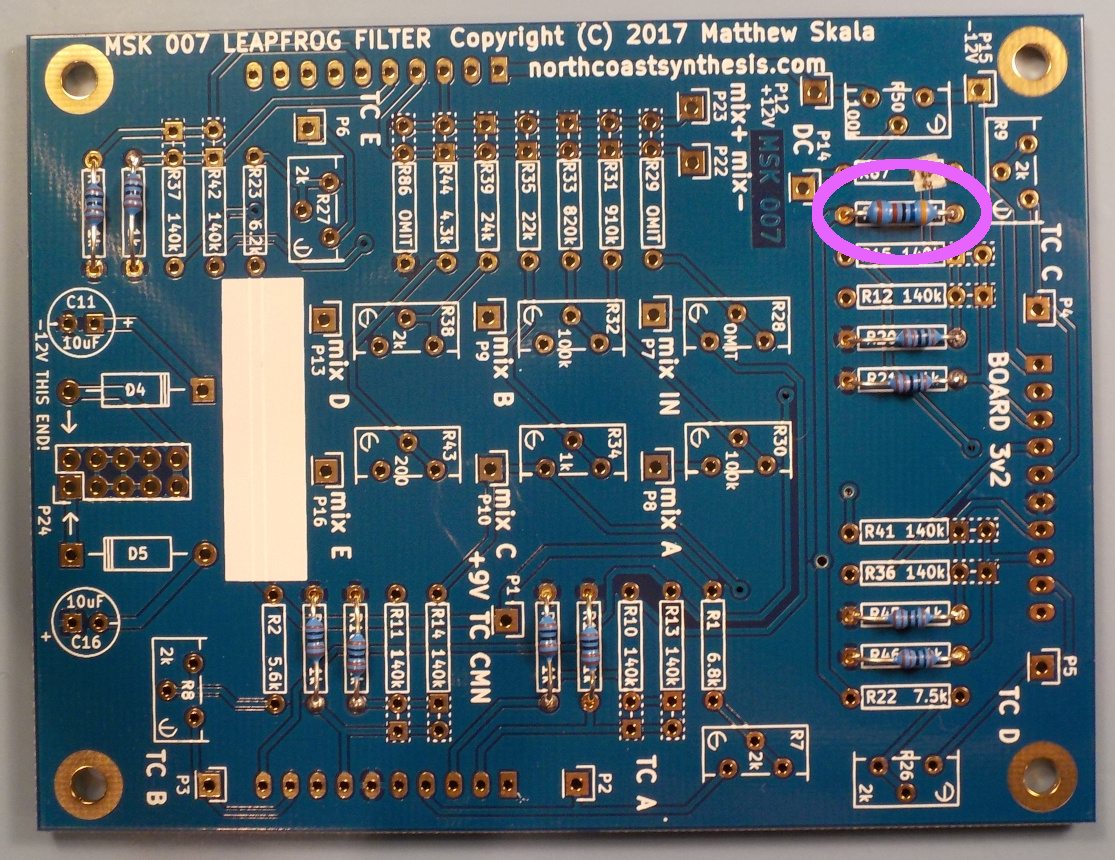 MSK 007 LEAPFROG FILTER Copyright (C) 2017 Matthew Skala
northcoastsynthesis.com
TC E
P6
R37 140k
R42 140k
R23 6.2k
2k
R27
R86 OMIT
R44 4.3k
R39 24k
R35 22k
R33 820k
R31 910k
R29 OMIT
P23
mix+
P22
mix-
P12
+12V
MSK 007
DC
P14
R50
100k
P15
-12V
R9
2k
TC C
P4
R12 140k
C11
10uF
+
-12V THIS END!
D4
P24
D5
10uF
C16
+
P13
mix D
R38
2k
P9
mix B
R32
100k
P7
mix IN
R28
OMIT
P16
mix E
R43
200
P10
mix C
R34
1k
P8
mix A
R30
100k
BOARD 3v2
R41 140k
R36 140k
R22 7.5k
P5
TC D
R26
2k
R2 5.6k
R11 140k
R14 140k
+9V TC CMN
P1
R10 140k
R13 140k
R1 6.8k
2k
R8
TC B
P3
P2
TC A
R7
2k